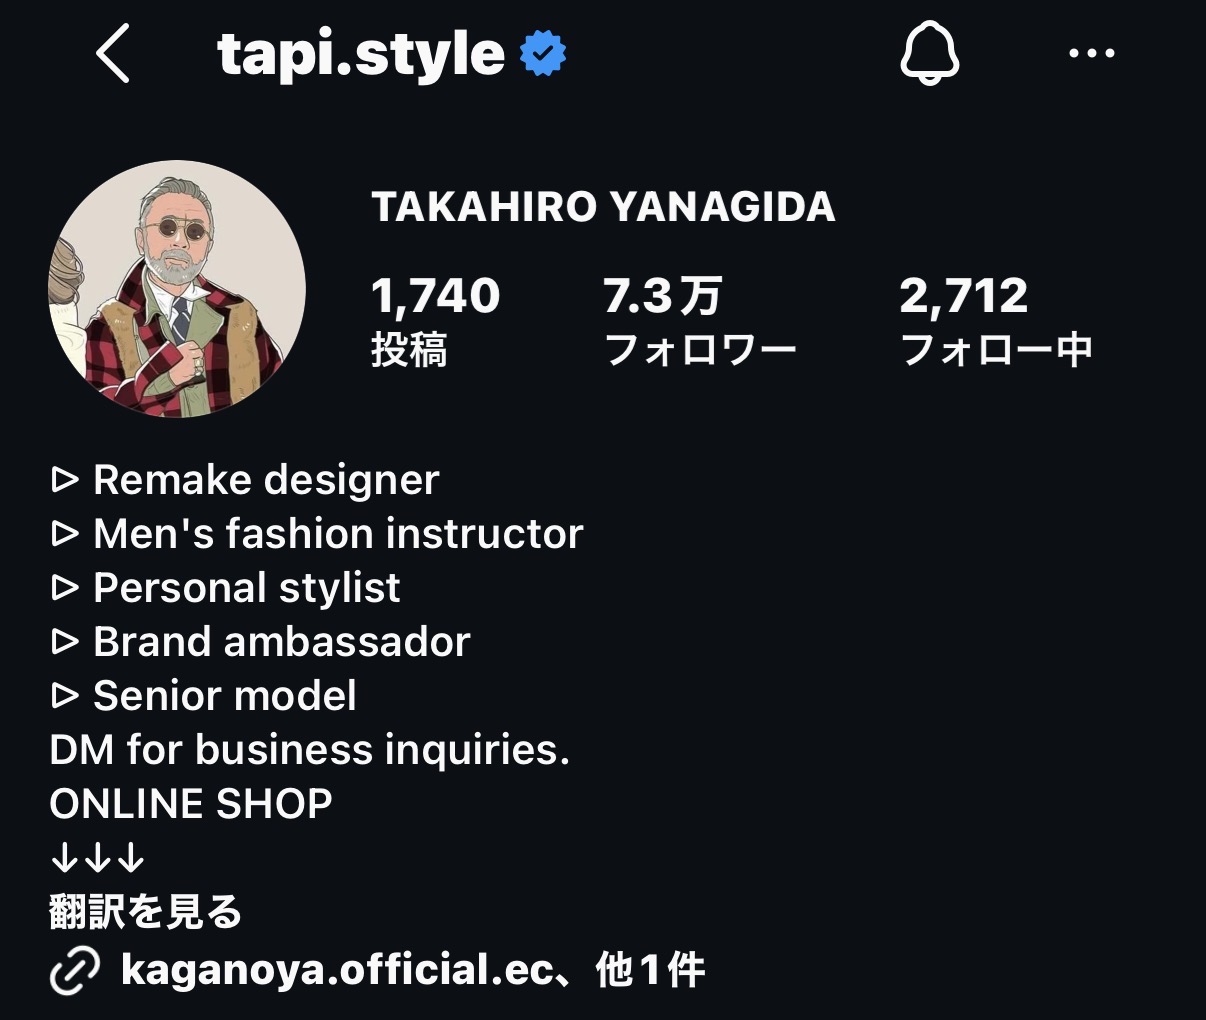 tapi.style
TAKAHIRO YANAGIDA
1,740 7.3万 2,712
投稿 フォロワー フォロー中
▷ Remake designer
▷ Men's fashion instructor
▷ Personal stylist
▷ Brand ambassador
▷ Senior model
DM for business inquiries.
ONLINE SHOP
↓↓↓
翻訳を見る
kaganoya.official.ec、他1件